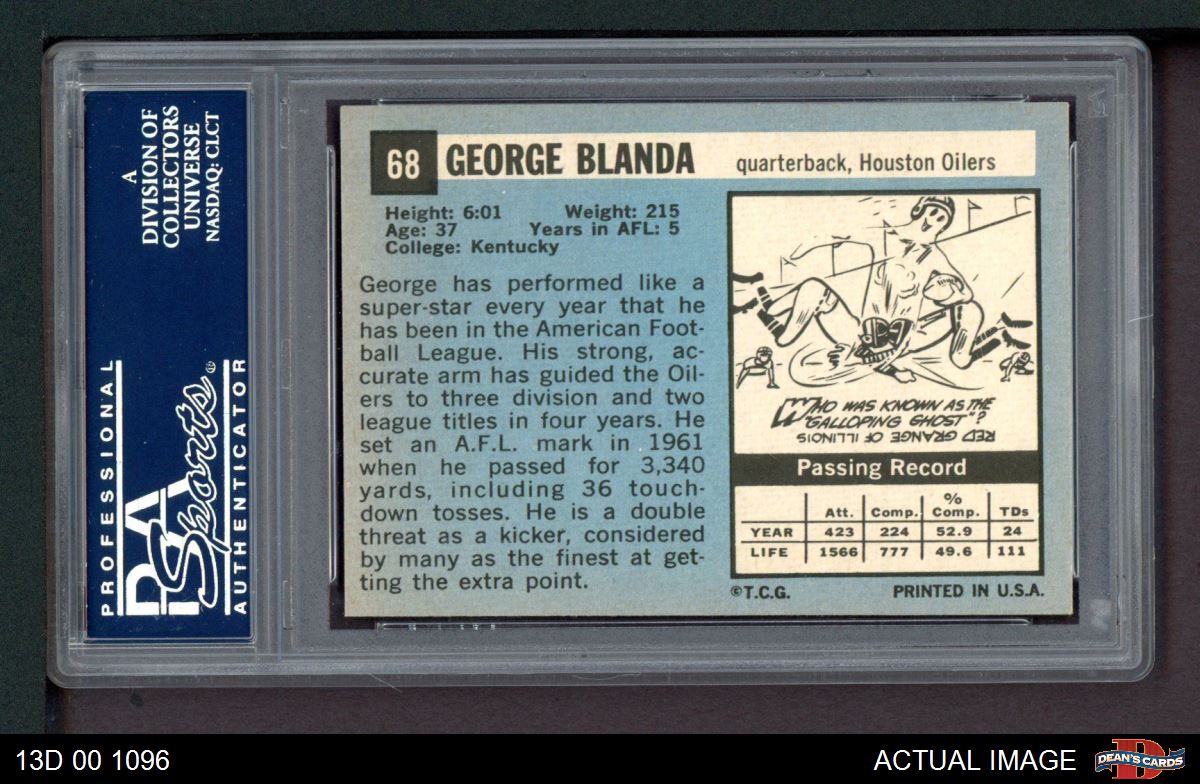 A
DIVISION OF
COLLECTORS
UNIVERSE
NASDAQ: CLCT
PROFESSIONAL
PSA
Sports®
AUTHENTICATOR
68 GEORGE BLANDA quarterback, Houston Oilers
Height: 6:01 Weight: 215
Age: 37 Years in AFL: 5
College: Kentucky
George has performed like a
super-star every year that he
has been in the American Foot-
ball League. His strong, ac-
curate arm has guided the Oil-
ers to three division and two
league titles in four years. He
set an A.F.L. mark in 1961
when he passed for 3,340
yards, including 36 touch-
down tosses. He is a double
threat as a kicker, considered
by many as the finest at get-
ting the extra point.
WHO WAS KNOWN AS THE
"GALLOPING GHOST"?
RED GRANGE OF ILLINOIS
Passing Record
Att. Comp. % Comp. TDs
YEAR 423 224 52.9 24
LIFE 1566 777 49.6 111
©T.C.G. PRINTED IN U.S.A.
13D 00 1096
ACTUAL IMAGE
D
DEAN'S CARDS